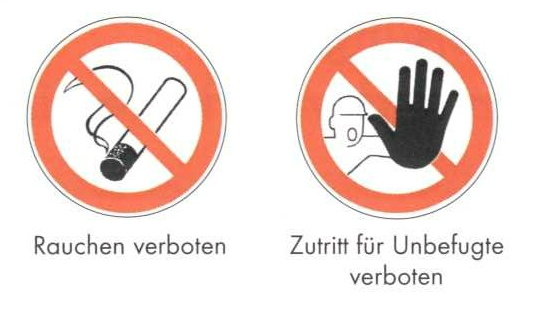 Rauchen verboten
Zutritt für Unbefugte
verboten